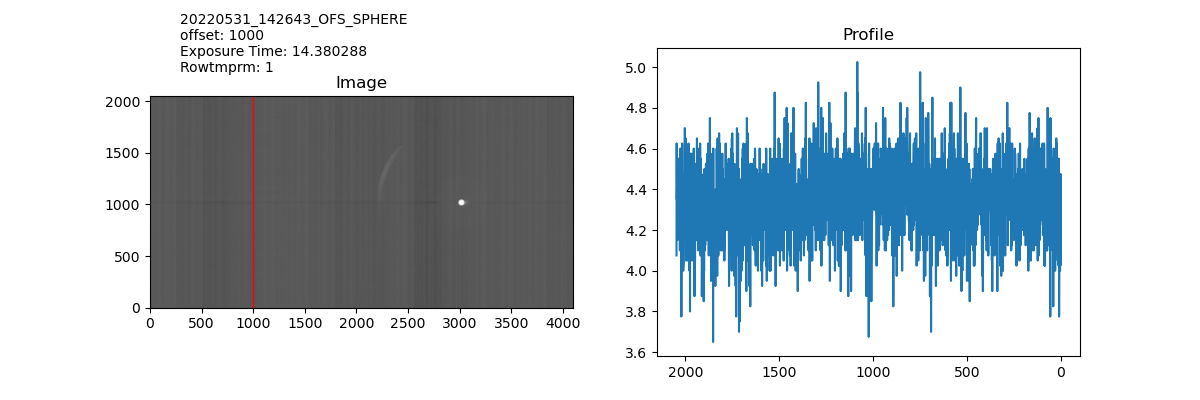 20220531_142643_OFS_SPHERE
offset: 1000
Exposure Time: 14.380288
Rowtmprm: 1
Image
2000
1500
1000
500
0
0 500 1000 1500 2000 2500 3000 3500 4000
Profile
5.0
4.8
4.6
4.4
4.2
4.0
3.8
3.6
2000 1500 1000 500 0